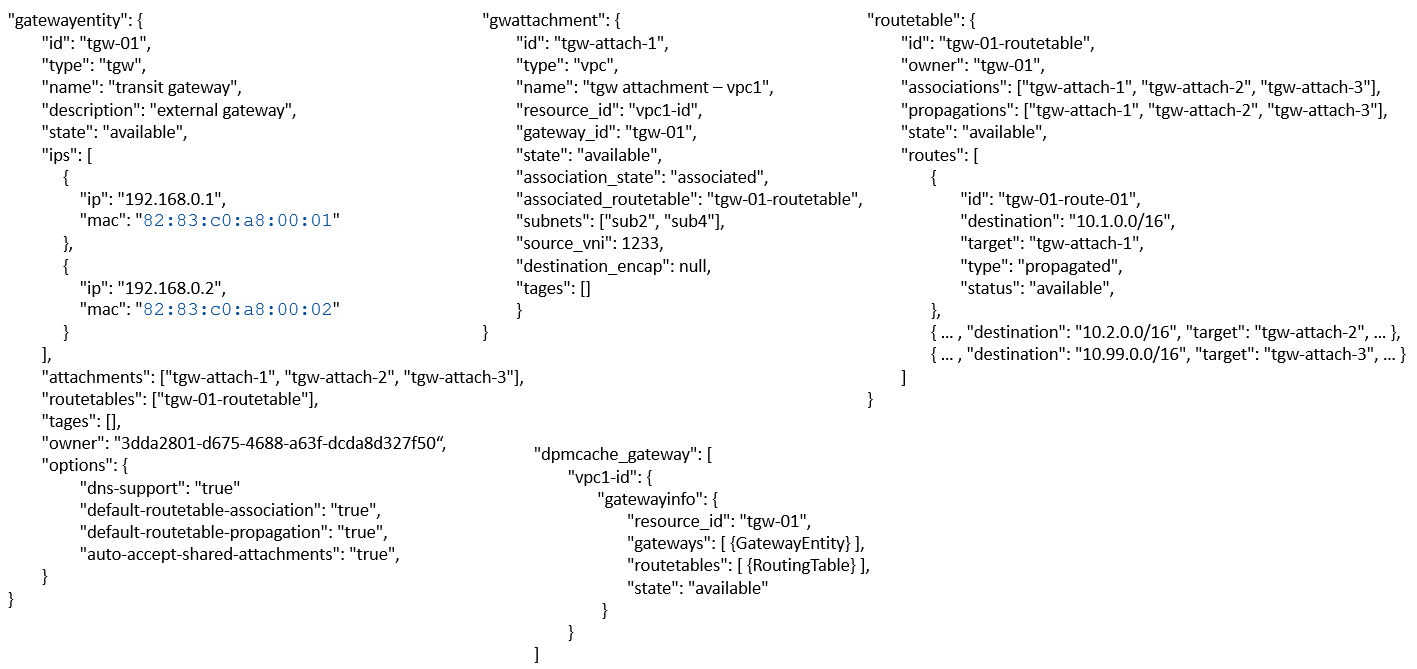 "gatewayentity": {
"id": "tgw-01",
"type": "tgw",
"name": "transit gateway",
"description": "external gateway",
"state": "available",
"ips": [
{
"ip": "192.168.0.1",
"mac": "82:83:c0:a8:00:01"
},
{
"ip": "192.168.0.2",
"mac": "82:83:c0:a8:00:02"
}
],
"attachments": ["tgw-attach-1", "tgw-attach-2", "tgw-attach-3"],
"routetables": ["tgw-01-routetable"],
"tages": [],
"owner": "3dda2801-d675-4688-a63f-dcda8d327f50“,
"options": {
"dns-support": "true"
"default-routetable-association": "true",
"default-routetable-propagation": "true",
"auto-accept-shared-attachments": "true",
}
}
"gwattachment": {
"id": "tgw-attach-1",
"type": "vpc",
"name": "tgw attachment – vpc1",
"resource_id": "vpc1-id",
"gateway_id": "tgw-01",
"state": "available",
"association_state": "associated",
"associated_routetable": "tgw-01-routetable",
"subnets": ["sub2", "sub4"],
"source_vni": 1233,
"destination_encap": null,
"tages": []
}
}
"routetable": {
"id": "tgw-01-routetable",
"owner": "tgw-01",
"associations": ["tgw-attach-1", "tgw-attach-2", "tgw-attach-3"],
"propagations": ["tgw-attach-1", "tgw-attach-2", "tgw-attach-3"],
"state": "available",
"routes": [
{
"id": "tgw-01-route-01",
"destination": "10.1.0.0/16",
"target": "tgw-attach-1",
"type": "propagated",
"status": "available",
},
{ ... , "destination": "10.2.0.0/16", "target": "tgw-attach-2", ... },
{ ... , "destination": "10.99.0.0/16", "target": "tgw-attach-3", ... }
]
}
"dpmcache_gateway": [
"vpc1-id": {
"gatewayinfo": {
"resource_id": "tgw-01",
"gateways": [ {GatewayEntity} ],
"routetables": [ {RoutingTable} ],
"state": "available"
}
}
]